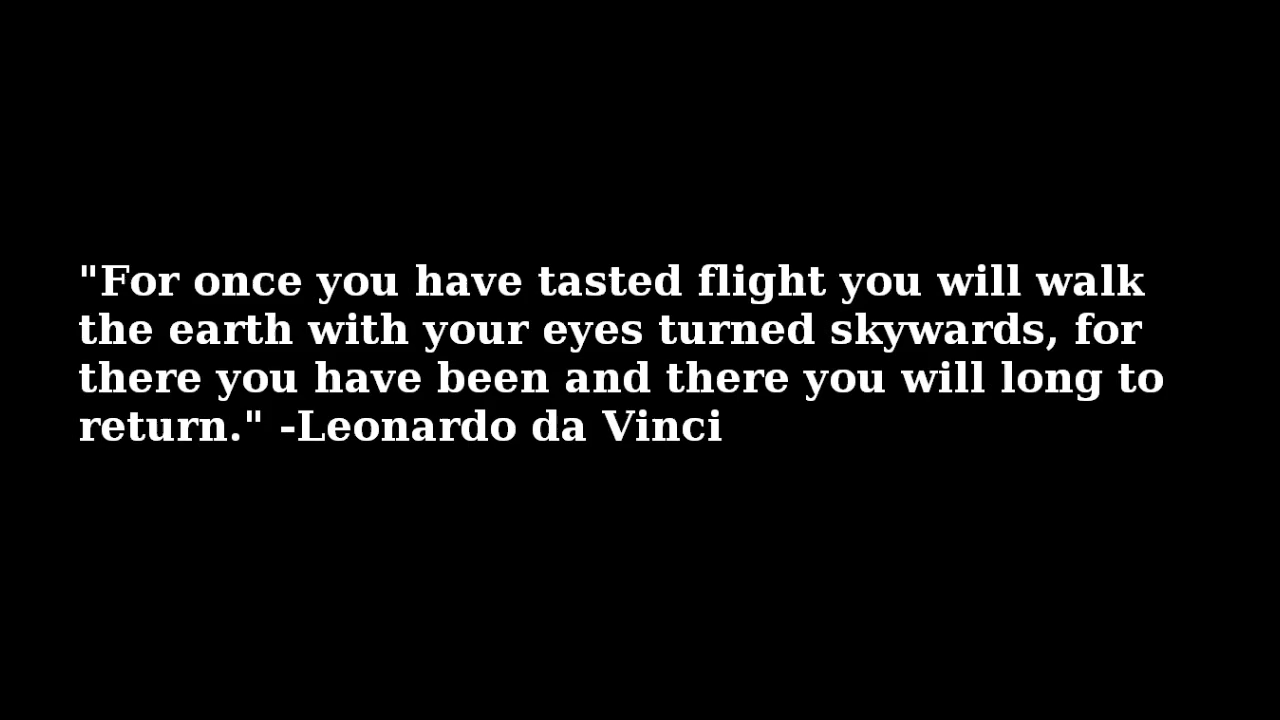 "For once you have tasted flight you will walk
the earth with your eyes turned skywards, for
there you have been and there you will long to
return." -Leonardo da Vinci